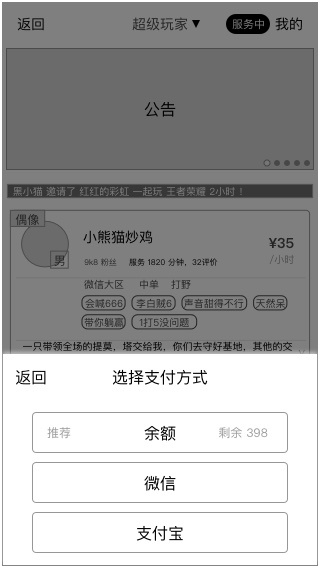 返回 超级玩家 服务中 我的
公告
黑小猫 邀请了 红红的彩虹 一起玩 王者荣耀 2小时！
偶像
男
小熊猫炒鸡
9k8 粉丝 服务 1820 分钟，32评价
¥35
/小时
微信大区 中单 打野
会喊666 李白贼6 声音甜得不行 天然呆
带你躺赢 1打5没问题
一只带领全场的提莫，塔交给我，你们去守好基地，其他的交
返回 选择支付方式
推荐 余额 剩余 398
微信
支付宝